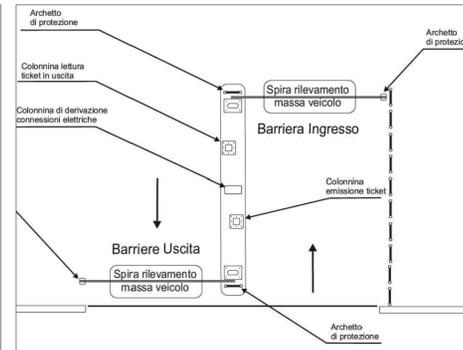 Archetto
di protezione
Archetto
di protezio
Colonnina lettura
ticket in uscita
Spira rilevamento
massa veicolo
Colonnina di derivazione
connessioni elettriche
Barriera Ingresso
Colonnina
emissione ticket
Barriere Uscita
Spira rilevamento
massa veicolo
Archetto
di protezione